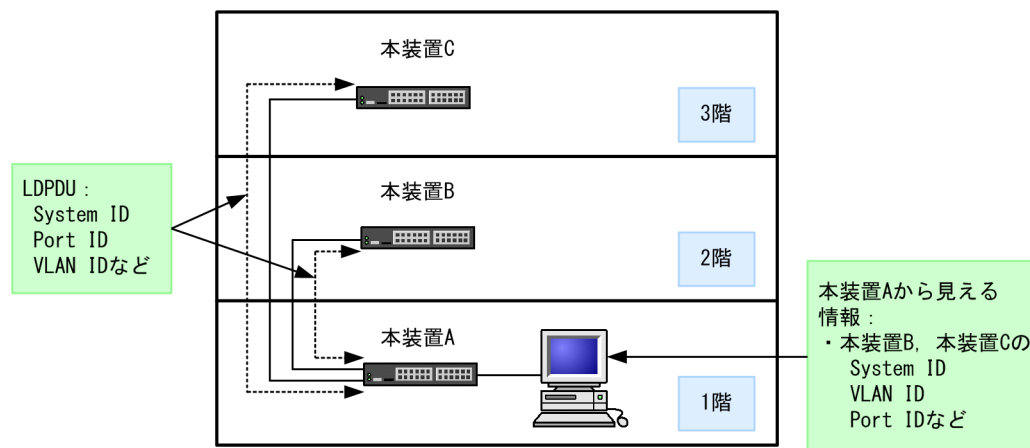 本装置C
3階
LDPDU：
System ID
Port ID
VLAN IDなど
本装置B
2階
本装置A
1階
本装置Aから見える
情報：
・本装置B, 本装置Cの
System ID
VLAN ID
Port IDなど